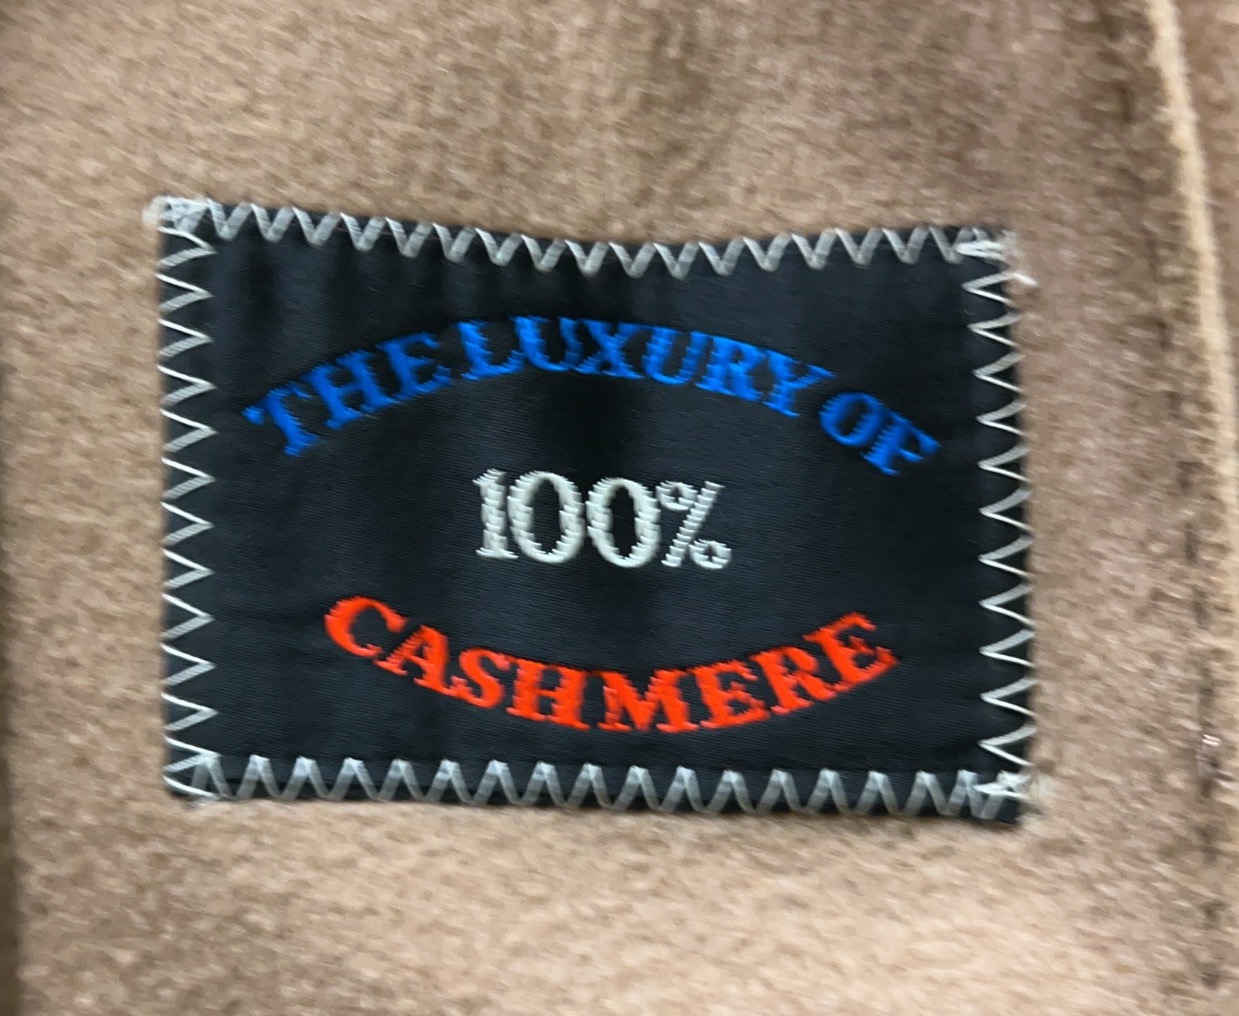 THE LUXURY OF
100%
CASHMERE